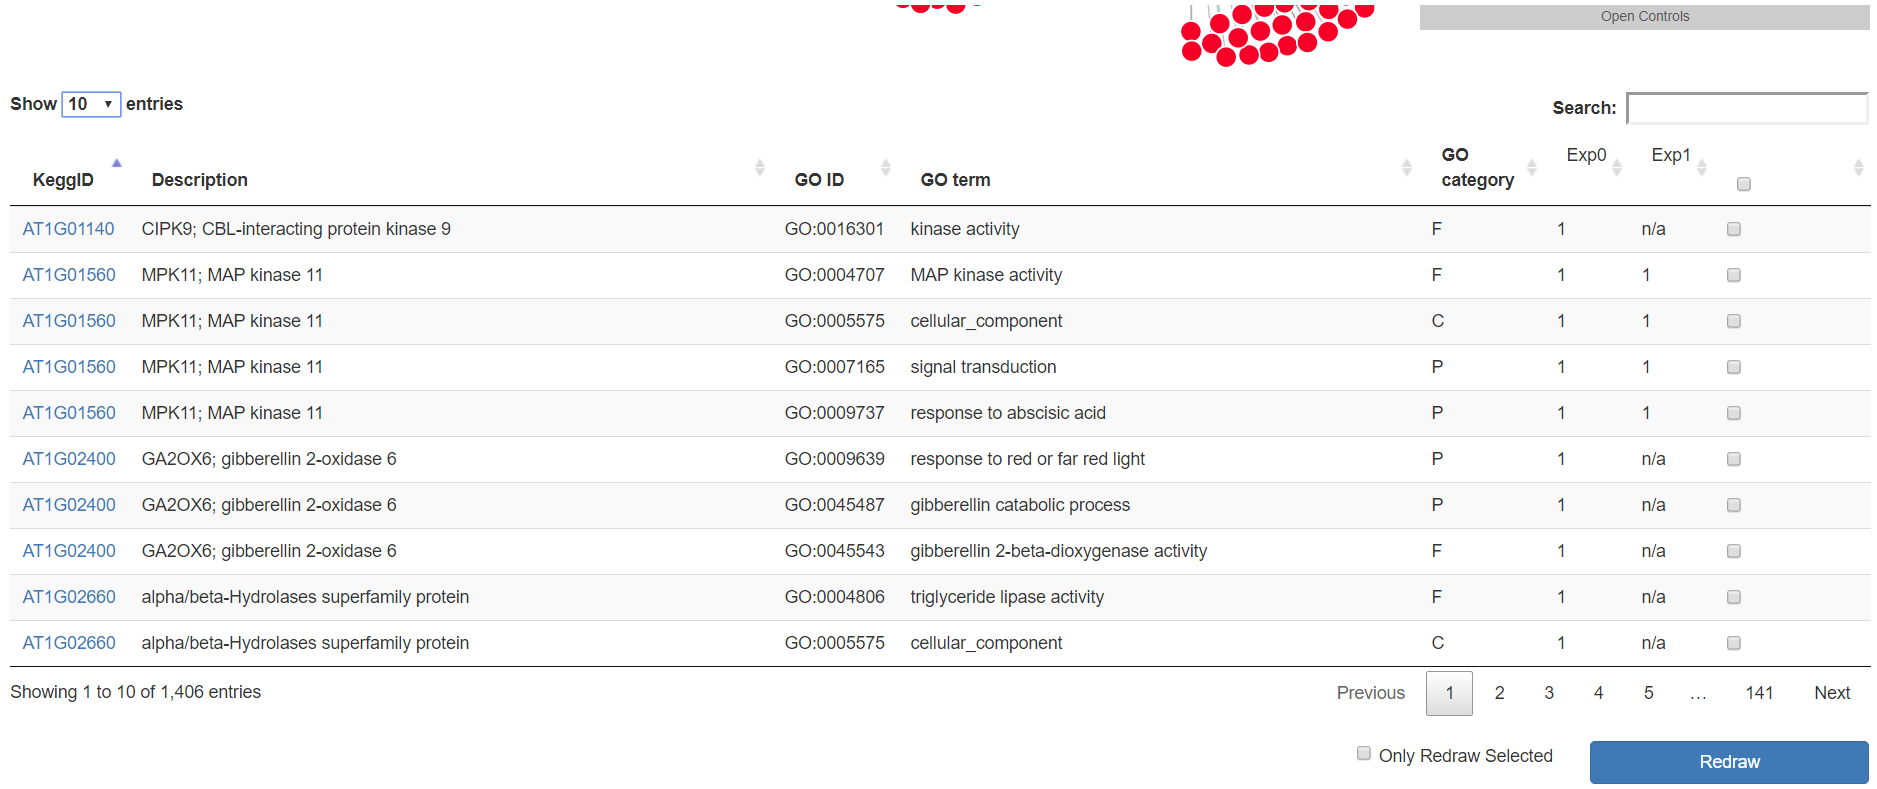 Open Controls
Show 10 entries
Search:
KeggID Description GO ID GO term GO category Exp0 Exp1
AT1G01140 CIPK9; CBL-interacting protein kinase 9 GO:0016301 kinase activity F 1 n/a
AT1G01560 MPK11; MAP kinase 11 GO:0004707 MAP kinase activity F 1 1
AT1G01560 MPK11; MAP kinase 11 GO:0005575 cellular_component C 1 1
AT1G01560 MPK11; MAP kinase 11 GO:0007165 signal transduction P 1 1
AT1G01560 MPK11; MAP kinase 11 GO:0009737 response to abscisic acid P 1 1
AT1G02400 GA2OX6; gibberellin 2-oxidase 6 GO:0009639 response to red or far red light P 1 n/a
AT1G02400 GA2OX6; gibberellin 2-oxidase 6 GO:0045487 gibberellin catabolic process P 1 n/a
AT1G02400 GA2OX6; gibberellin 2-oxidase 6 GO:0045543 gibberellin 2-beta-dioxygenase activity F 1 n/a
AT1G02660 alpha/beta-Hydrolases superfamily protein GO:0004806 triglyceride lipase activity F 1 n/a
AT1G02660 alpha/beta-Hydrolases superfamily protein GO:0005575 cellular_component C 1 n/a
Showing 1 to 10 of 1,406 entries
Previous 1 2 3 4 5 … 141 Next
Only Redraw Selected
Redraw